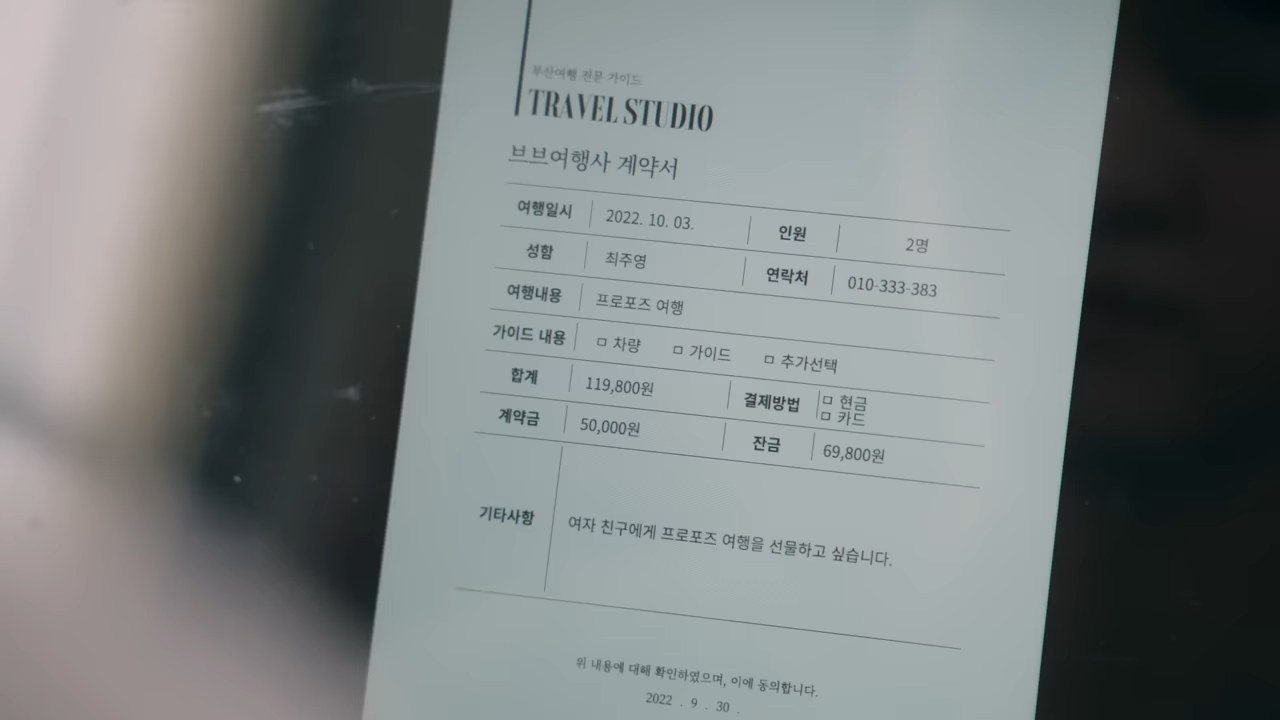 부산여행 전문 가이드
TRAVEL STUDIO
브브여행사 계약서
여행일시 2022. 10. 03. 인원 2명
성함 최주영 연락처 010-333-383
여행내용 프로포즈 여행
가이드 내용 ㅁ 차량 ㅁ 가이드 ㅁ 추가선택
합계 119,800원 결제방법 ㅁ 현금
ㅁ 카드
계약금 50,000원 잔금 69,800원
기타사항 여자 친구에게 프로포즈 여행을 선물하고 싶습니다.
위 내용에 대해 확인하였으며, 이에 동의합니다.
2022 . 9 . 30 .